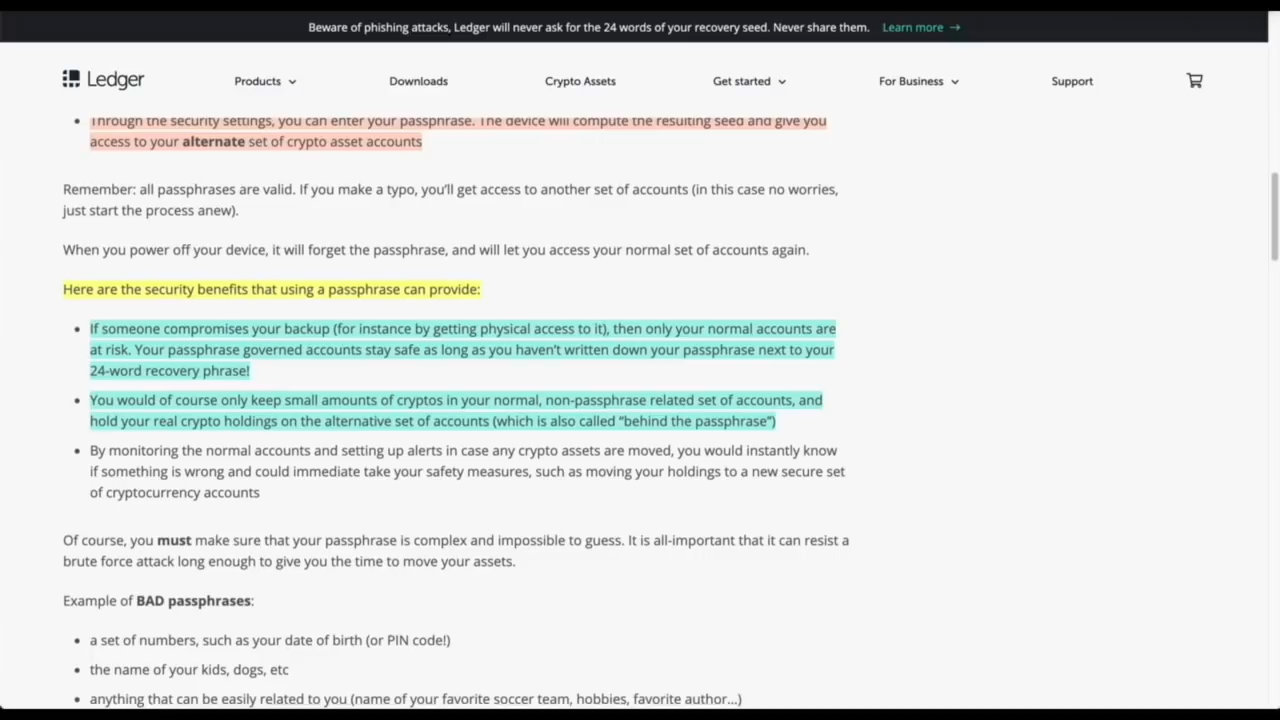 Beware of phishing attacks, Ledger will never ask for the 24 words of your recovery seed. Never share them. Learn more →
Ledger
Products
Downloads
Crypto Assets
Get started
For Business
Support
Through the security settings, you can enter your passphrase. The device will compute the resulting seed and give you
access to your alternate set of crypto asset accounts
Remember: all passphrases are valid. If you make a typo, you'll get access to another set of accounts (in this case no worries,
just start the process anew).
When you power off your device, it will forget the passphrase, and will let you access your normal set of accounts again.
Here are the security benefits that using a passphrase can provide:
• If someone compromises your backup (for instance by getting physical access to it), then only your normal accounts are
at risk. Your passphrase governed accounts stay safe as long as you haven't written down your passphrase next to your
24-word recovery phrase!
• You would of course only keep small amounts of cryptos in your normal, non-passphrase related set of accounts, and
hold your real crypto holdings on the alternative set of accounts (which is also called “behind the passphrase”)
• By monitoring the normal accounts and setting up alerts in case any crypto assets are moved, you would instantly know
if something is wrong and could immediate take your safety measures, such as moving your holdings to a new secure set
of cryptocurrency accounts
Of course, you must make sure that your passphrase is complex and impossible to guess. It is all-important that it can resist a
brute force attack long enough to give you the time to move your assets.
Example of BAD passphrases:
• a set of numbers, such as your date of birth (or PIN code!)
• the name of your kids, dogs, etc
• anything that can be easily related to you (name of your favorite soccer team, hobbies, favorite author...)